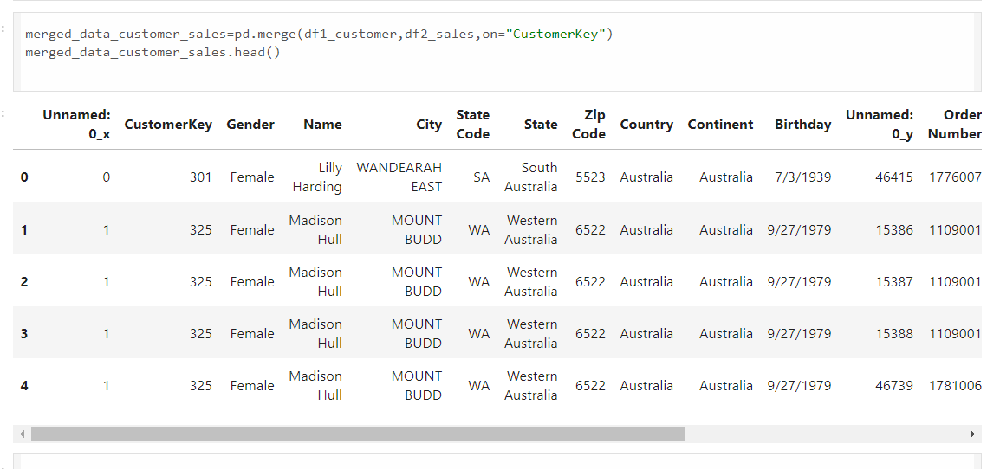 merged_data_customer_sales=pd.merge(df1_customer,df2_sales,on="CustomerKey")
merged_data_customer_sales.head()
Unnamed: 0_x CustomerKey Gender Name City State Code State Zip Code Country Continent Birthday Unnamed: 0_y Order Number
0 0 301 Female Lilly Harding WANDEARAH EAST SA South Australia 5523 Australia Australia 7/3/1939 46415 1776007
1 1 325 Female Madison Hull MOUNT BUDD WA Western Australia 6522 Australia Australia 9/27/1979 15386 1109001
2 1 325 Female Madison Hull MOUNT BUDD WA Western Australia 6522 Australia Australia 9/27/1979 15387 1109001
3 1 325 Female Madison Hull MOUNT BUDD WA Western Australia 6522 Australia Australia 9/27/1979 15388 1109001
4 1 325 Female Madison Hull MOUNT BUDD WA Western Australia 6522 Australia Australia 9/27/1979 46739 1781006